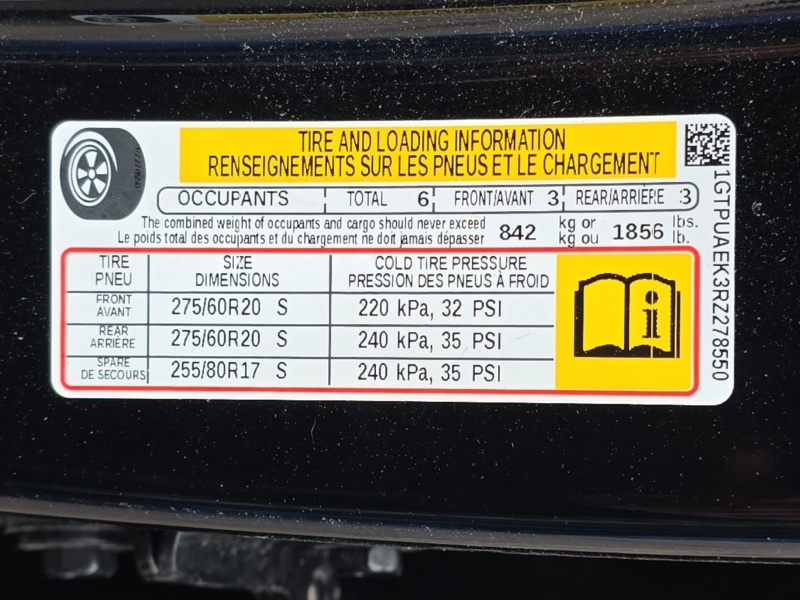 TIRE AND LOADING INFORMATION
RENSEIGNEMENTS SUR LES PNEUS ET LE CHARGEMENT
OCCUPANTS TOTAL 6 FRONT/AVANT 3 REAR/ARRIÈRE 3
The combined weight of occupants and cargo should never exceed 842 kg or 1856 lbs.
Le poids total des occupants et du chargement ne doit jamais dépasser kg ou lb.
TIRE SIZE COLD TIRE PRESSURE
PNEU DIMENSIONS PRESSION DES PNEUS À FROID
FRONT
AVANT 275/60R20 S 220 kPa, 32 PSI
REAR
ARRIÈRE 275/60R20 S 240 kPa, 35 PSI
SPARE
DE SECOURS 255/80R17 S 240 kPa, 35 PSI
i
1GTPUAEK3RZ278550